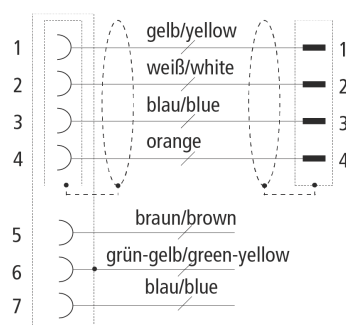 gelb/yellow
1 1
weiß/white
2 2
blau/blue
3 3
orange
4 4
braun/brown
5
grün-gelb/green-yellow
6
blau/blue
7